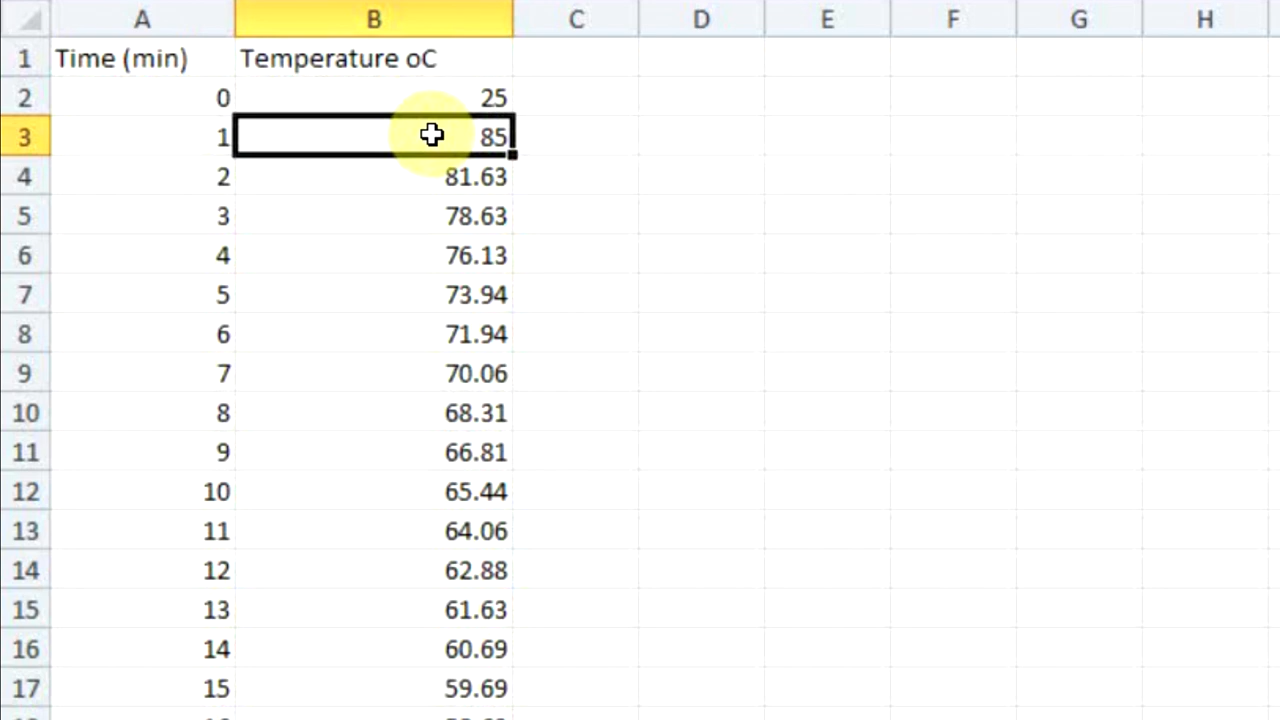 A B C D E F G H
1 Time (min) Temperature oC
2 0 25
3 1 85
4 2 81.63
5 3 78.63
6 4 76.13
7 5 73.94
8 6 71.94
9 7 70.06
10 8 68.31
11 9 66.81
12 10 65.44
13 11 64.06
14 12 62.88
15 13 61.63
16 14 60.69
17 15 59.69